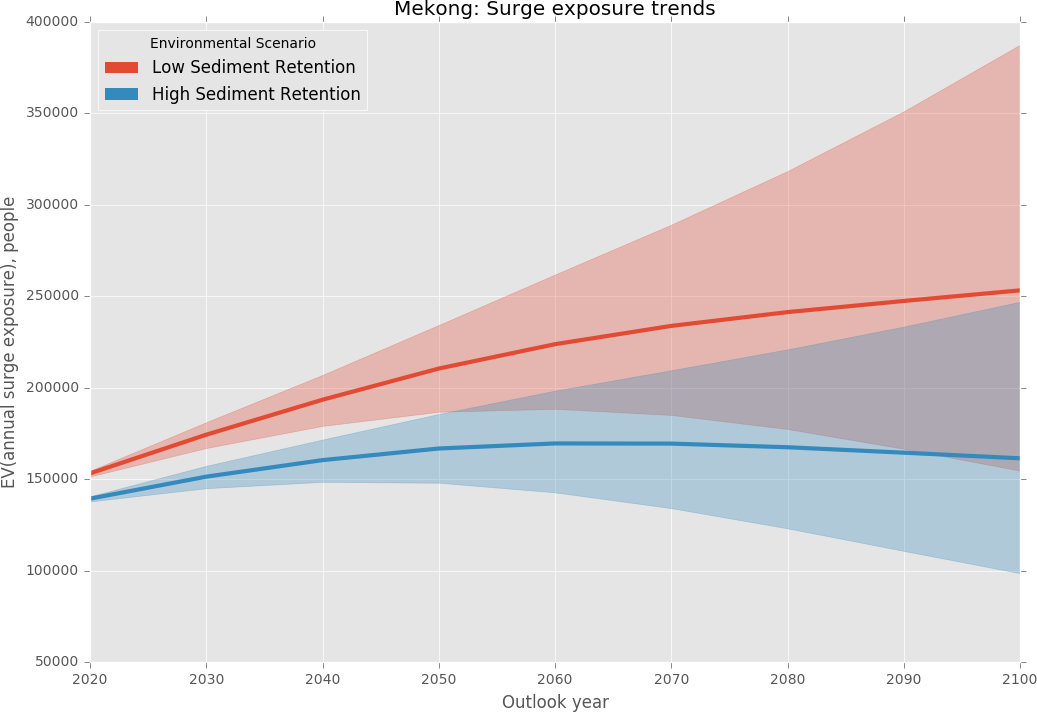 Mekong: Surge exposure trends
Environmental Scenario
Low Sediment Retention
High Sediment Retention
EV(annual surge exposure), people
400000
350000
300000
250000
200000
150000
100000
50000
2020 2030 2040 2050 2060 2070 2080 2090 2100
Outlook year